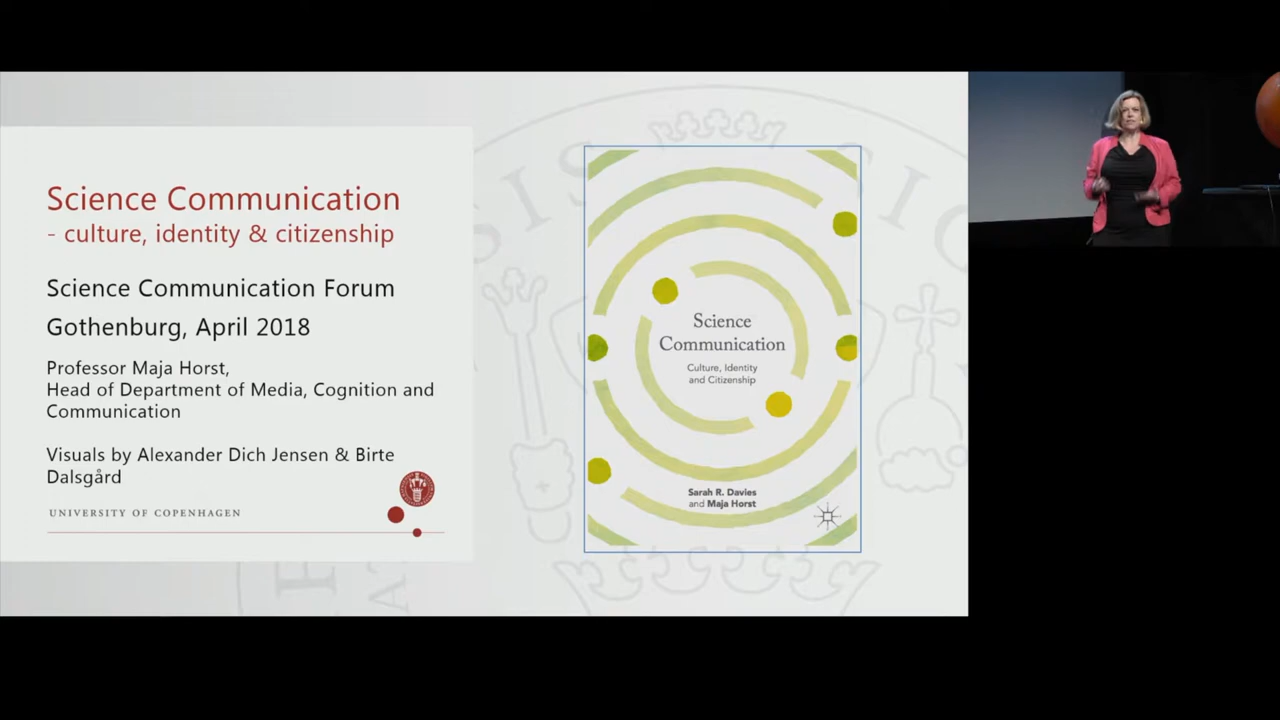 Science Communication
- culture, identity & citizenship
Science Communication Forum
Gothenburg, April 2018
Professor Maja Horst,
Head of Department of Media, Cognition and
Communication
Visuals by Alexander Dich Jensen & Birte
Dalsgård
UNIVERSITY OF COPENHAGEN
Science
Communication
Culture, Identity
and Citizenship
Sarah R. Davies
and Maja Horst